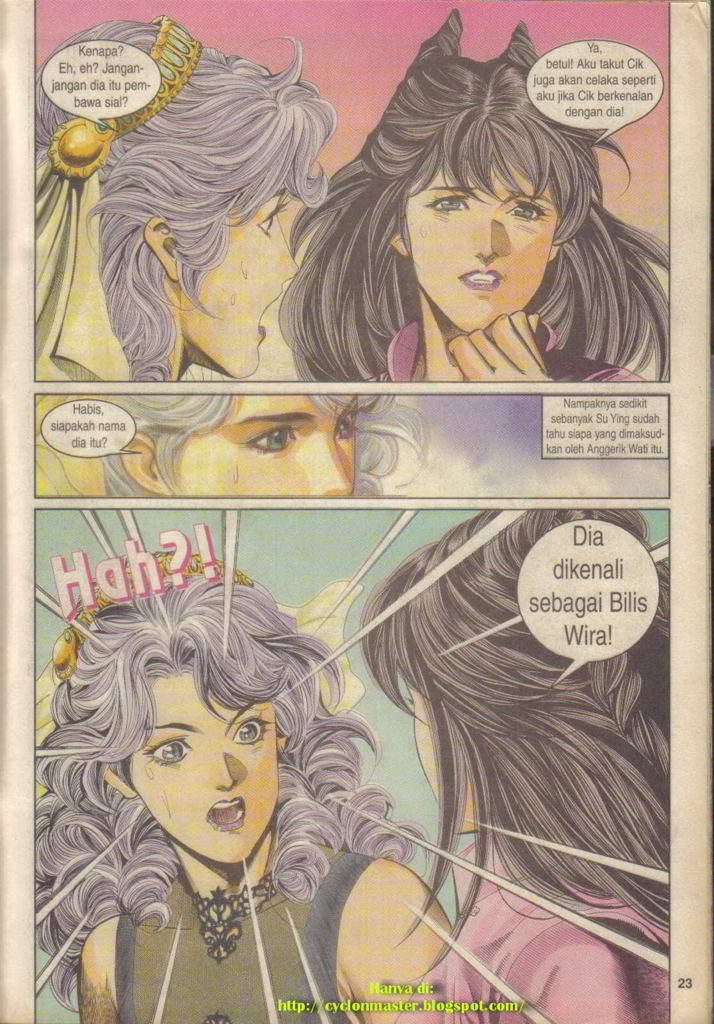 Kenapa?
Eh, eh? Jangan-
jangan dia itu pem-
bawa sial?
Ya,
betul! Aku takut Cik
juga akan celaka seperti
aku jika Cik berkenalan
dengan dia!
Habis,
siapakah nama
dia itu?
Nampaknya sedikit
sebanyak Su Ying sudah
tahu siapa yang dimaksud-
kan oleh Anggerik Wati itu.
Hah?!
Dia
dikenali
sebagai Bilis
Wira!
23
Hanya di:
http://cyclonmaster.blogspot.com/